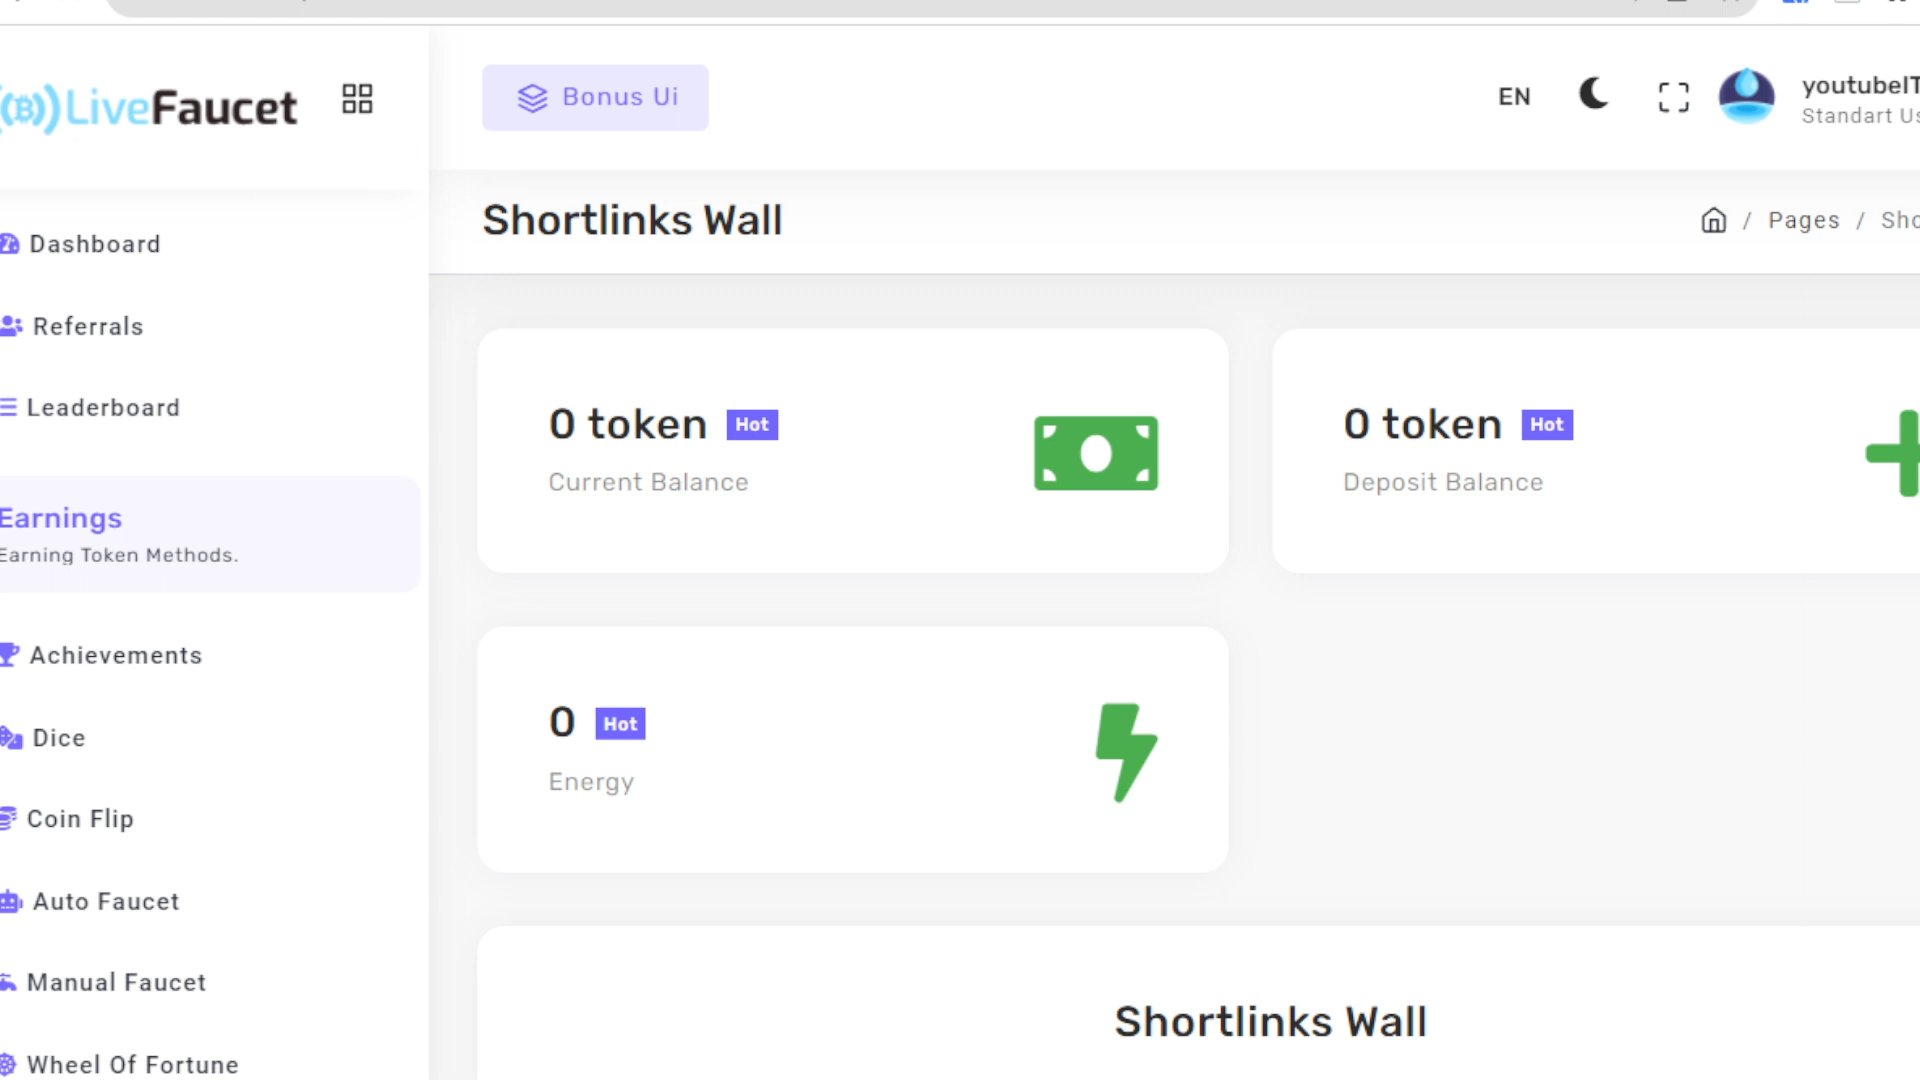 LiveFaucet
Bonus Ui
EN
Standart
Shortlinks Wall
/ Pages /
Dashboard
Referrals
Leaderboard
Earnings
Earning Token Methods.
Achievements
Dice
Coin Flip
Auto Faucet
Manual Faucet
Wheel Of Fortune
0 token Hot
Current Balance
0 token Hot
Deposit Balance
0 Hot
Energy
Shortlinks Wall